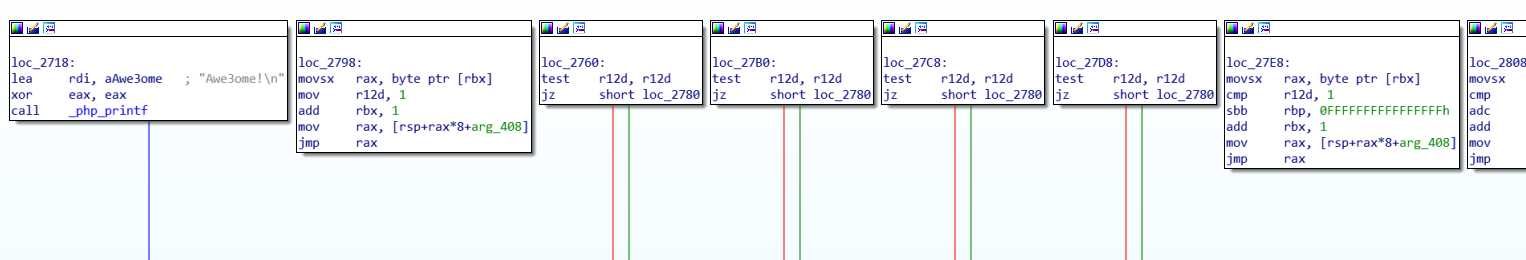 loc_2718:
lea rdi, aAwe3ome ; "Awe3ome!\n"
xor eax, eax
call _php_printf
loc_2798:
movsx rax, byte ptr [rbx]
mov r12d, 1
add rbx, 1
mov rax, [rsp+rax*8+arg_408]
jmp rax
loc_2760:
test r12d, r12d
jz short loc_2780
loc_27B0:
test r12d, r12d
jz short loc_2780
loc_27C8:
test r12d, r12d
jz short loc_2780
loc_27D8:
test r12d, r12d
jz short loc_2780
loc_27E8:
movsx rax, byte ptr [rbx]
cmp r12d, 1
sbb rbp, 0FFFFFFFFFFFFFFFFh
add rbx, 1
mov rax, [rsp+rax*8+arg_408]
jmp rax
loc_2808
movsx
cmp
adc
add
mov
jmp